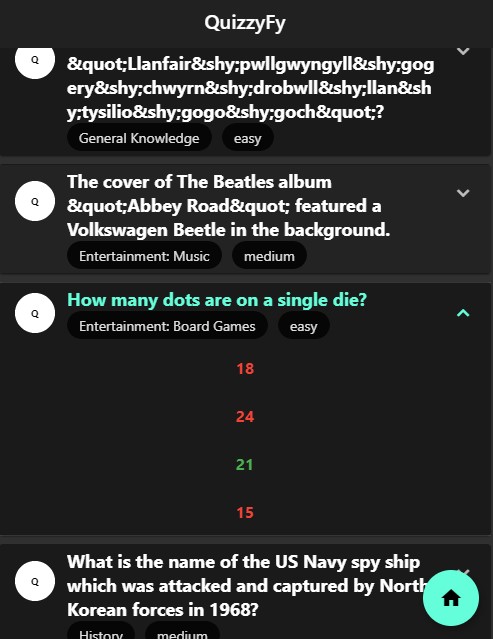 QuizzyFy
Q
&quot;Llanfair&shy;pwllgwyngyll&shy;gog
ery&shy;chwyrn&shy;drobwll&shy;llan&sh
y;tysilio&shy;gogo&shy;goch&quot;?
General Knowledge easy
Q
The cover of The Beatles album
&quot;Abbey Road&quot; featured a
Volkswagen Beetle in the background.
Entertainment: Music medium
Q
How many dots are on a single die?
Entertainment: Board Games easy
18
24
21
15
Q
What is the name of the US Navy spy ship
which was attacked and captured by North
Korean forces in 1968?
History medium